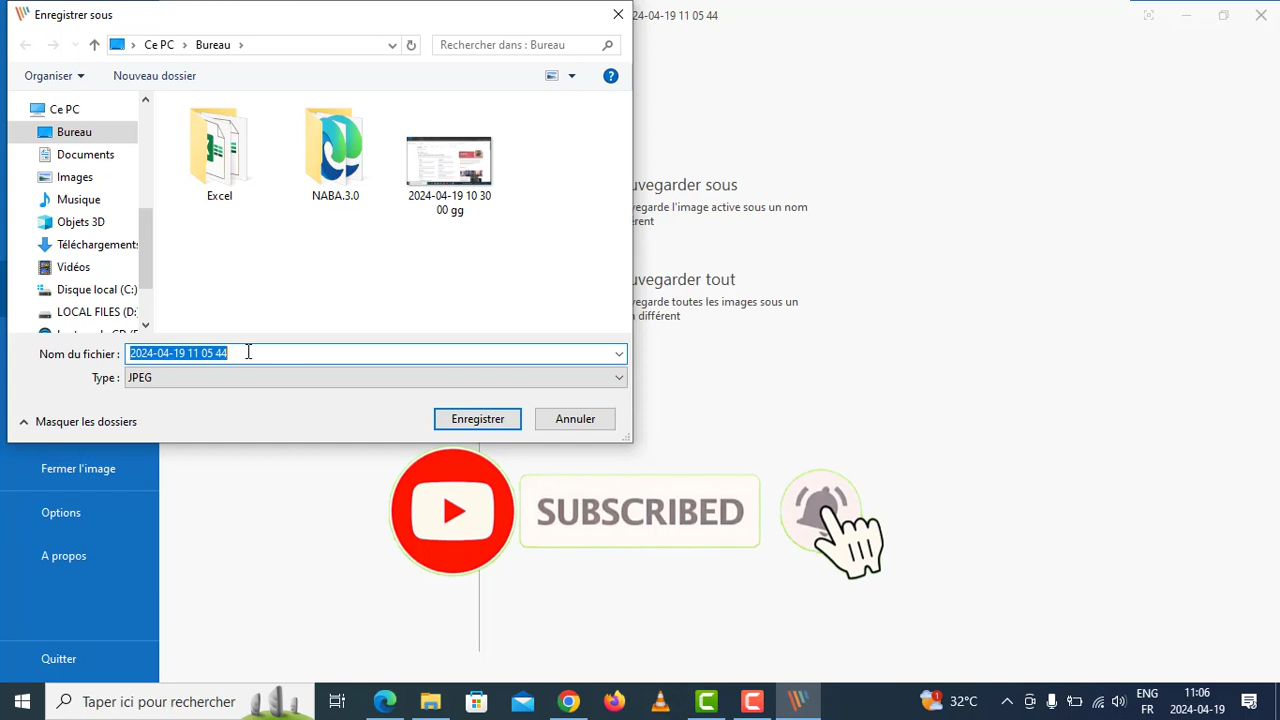 Enregistrer sous
2024-04-19 11 05 44
Ce PC
Bureau
Rechercher dans : Bureau
Organiser
Nouveau dossier
Ce PC
Bureau
Documents
Images
Musique
Objets 3D
Téléchargements
Vidéos
Disque local (C:)
LOCAL FILES (D:)
Excel
NABA.3.0
2024-04-19 10 30
00 gg
Nom du fichier :
2024-04-19 11 05 44
Type :
JPEG
Masquer les dossiers
Enregistrer
Annuler
uvegarder sous
vegarde l'image active sous un nom
érent
uvegarder tout
vegarde toutes les images sous un
n différent
Fermer l'image
Options
A propos
Quitter
SUBSCRIBED
Taper ici pour rechercher
1
32°C
ENG
FR
11:06
2024-04-19